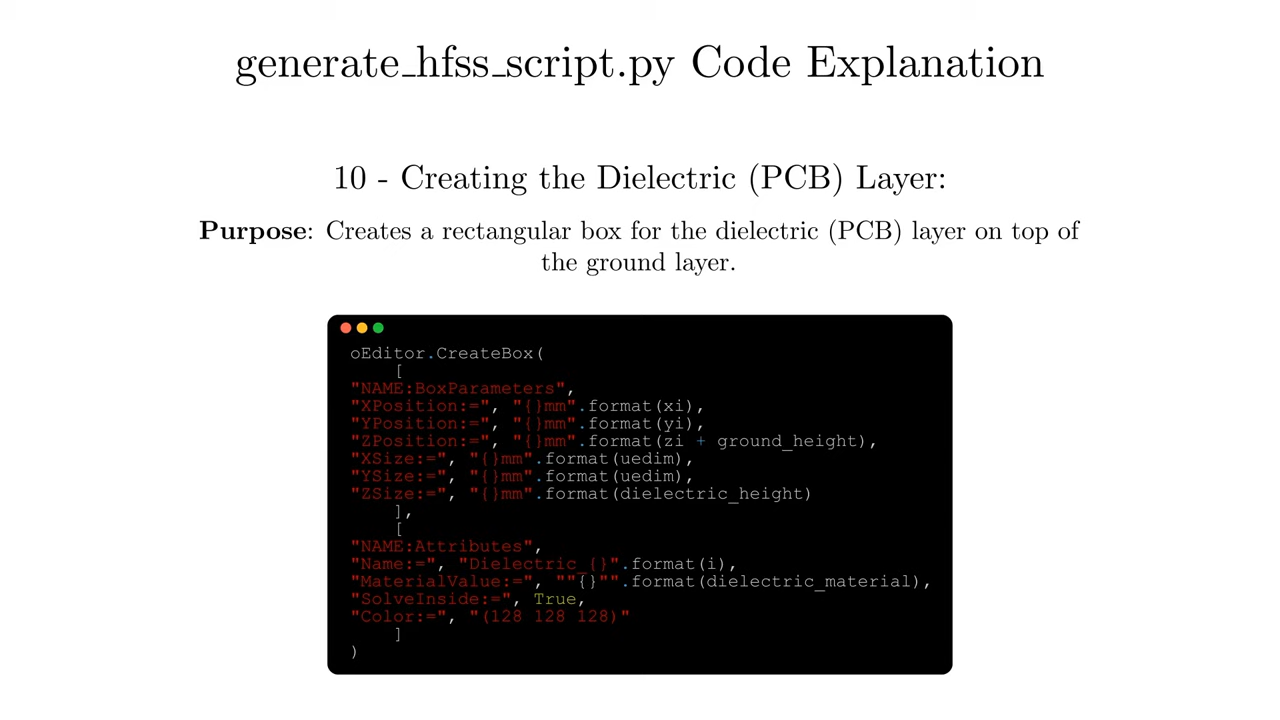 generate_hfss_script.py Code Explanation
10 - Creating the Dielectric (PCB) Layer:
Purpose: Creates a rectangular box for the dielectric (PCB) layer on top of
the ground layer.
oEditor.CreateBox(
    [
"NAME:BoxParameters",
"XPosition:=", "{}mm".format(xi),
"YPosition:=", "{}mm".format(yi),
"ZPosition:=", "{}mm".format(zi + ground_height),
"XSize:=", "{}mm".format(uedim),
"YSize:=", "{}mm".format(uedim),
"ZSize:=", "{}mm".format(dielectric_height)
    ],
    [
"NAME:Attributes",
"Name:=", "Dielectric_{}".format(i),
"MaterialValue:=", ""{}"".format(dielectric_material),
"SolveInside:=", True,
"Color:=", "(128 128 128)"
    ]
)